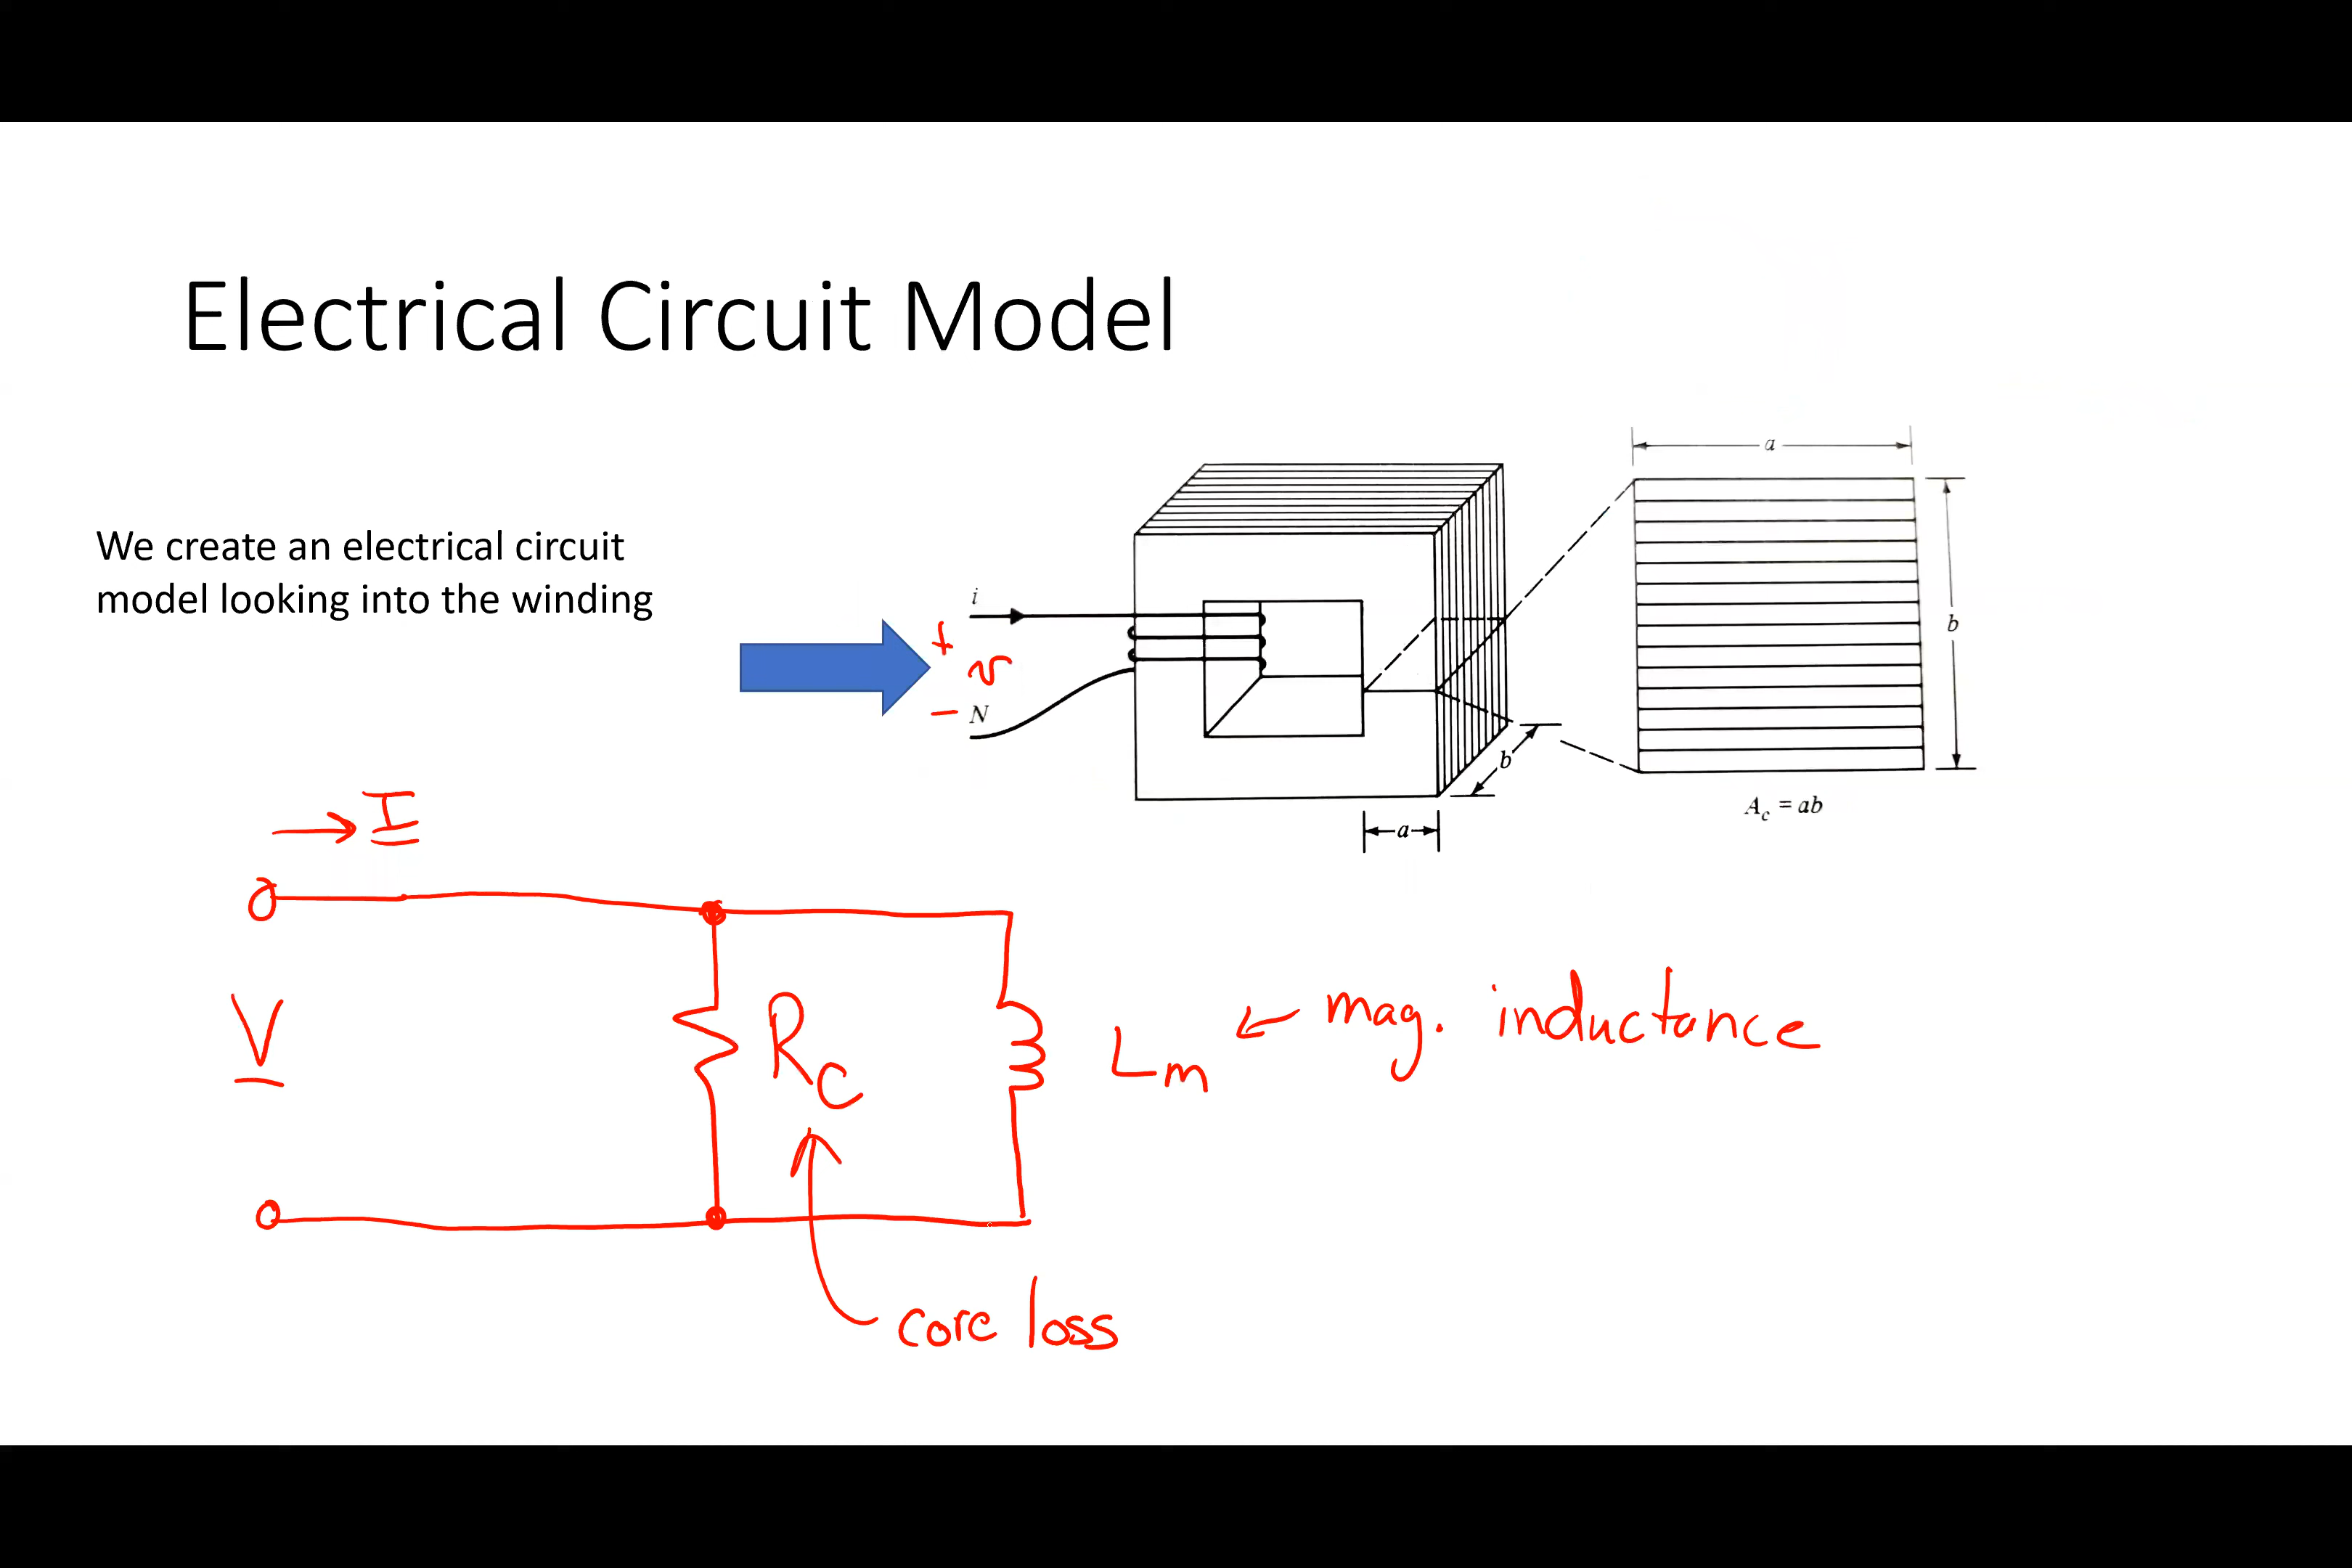 Electrical Circuit Model
We create an electrical circuit
model looking into the winding
i
+
v
−
N
a
b
b
a
A_c = ab
I
V
R_C
L_m
← mag. inductance
core loss